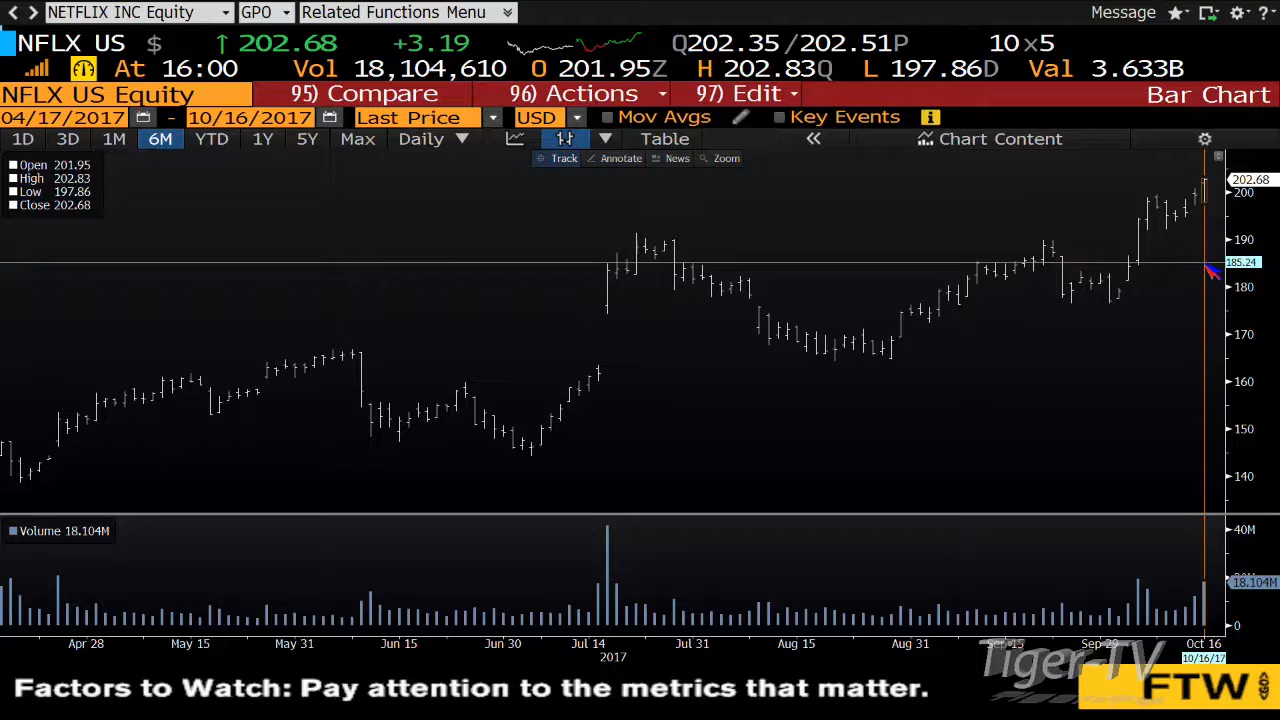 NETFLIX INC Equity GPO Related Functions Menu Message ?
NFLX US $ ↑ 202.68 +3.19 Q202.35/202.51P 10×5
At 16:00 Vol 18,104,610 O 201.95Z H 202.83Q L 197.86D Val 3.633B
NFLX US Equity 95) Compare 96) Actions 97) Edit Bar Chart
04/17/2017 - 10/16/2017 Last Price USD Mov Avgs Key Events i
1D 3D 1M 6M YTD 1Y 5Y Max Daily Table Chart Content
Track Annotate News Zoom
Open 201.95
High 202.83
Low 197.86
Close 202.68
202.68
200
190
185.24
180
170
160
150
140
Volume 18.104M
40M
18.104M
0
Apr 28 May 15 May 31 Jun 15 Jun 30 Jul 14 Jul 31 Aug 15 Aug 31 Sep 15 Sep 29 Oct 16
2017 10/16/17
Tiger-TV
Factors to Watch: Pay attention to the metrics that matter.
FTW